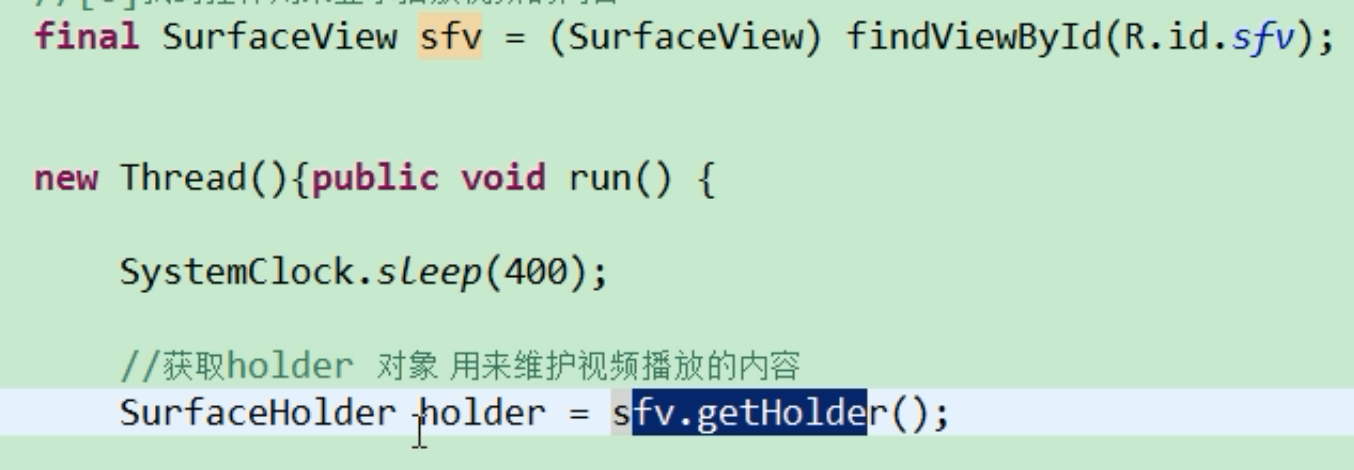 final SurfaceView sfv = (SurfaceView) findViewById(R.id.sfv);
new Thread(){public void run() {
SystemClock.sleep(400);
//获取holder 对象 用来维护视频播放的内容
SurfaceHolder holder = sfv.getHolder();